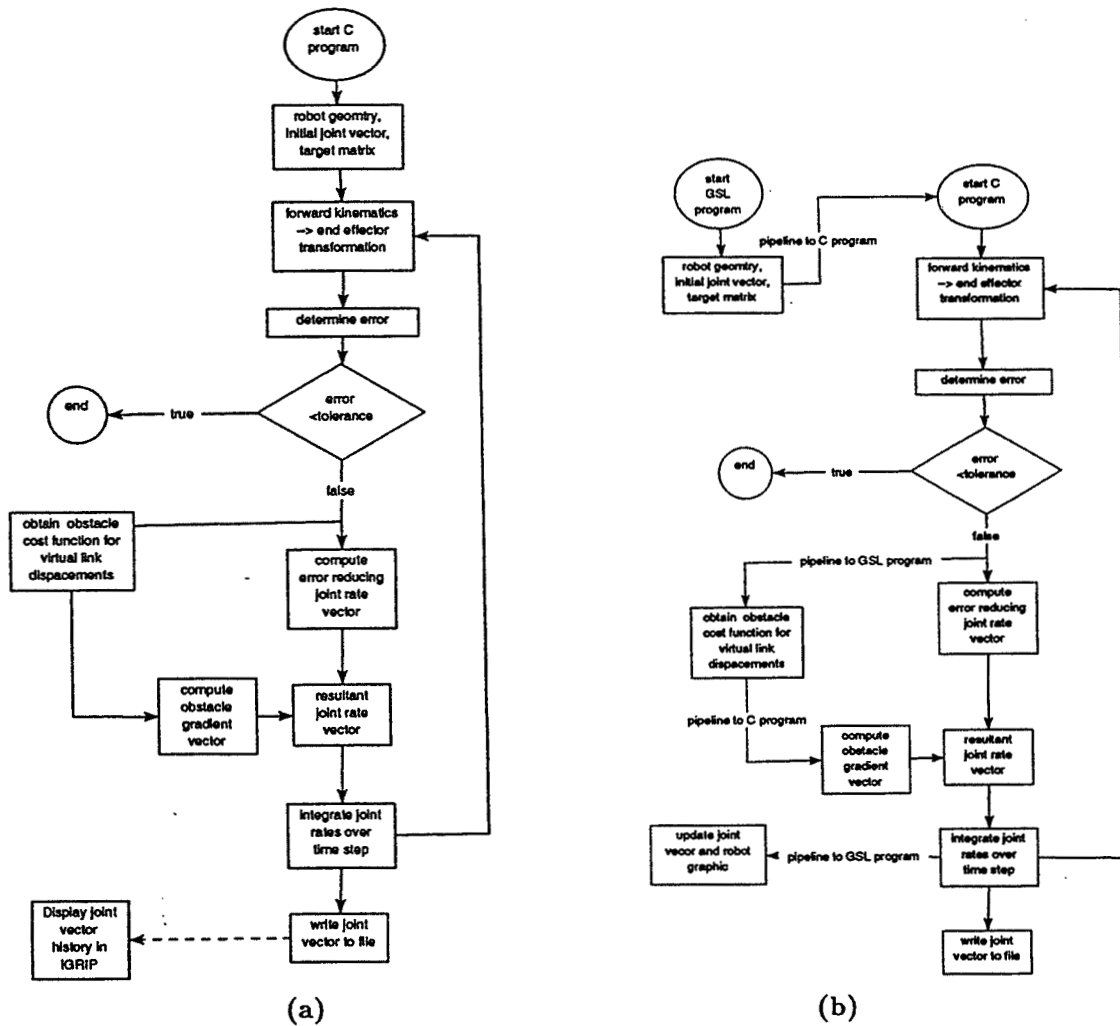 start C
program
robot geomtry,
initial joint vector,
target matrix
forward kinematics
–> end effector
transformation
determine error
error
<tolerance
true
end
false
obtain obstacle
cost function for
virtual link
dispacements
compute
error reducing
joint rate
vector
compute
obstacle
gradient
vector
resultant
joint rate
vector
integrate joint
rates over
time step
write joint
vector to file
Display joint
vector
history in
IGRIP
(a)
start
GSL
program
robot geomtry,
initial joint vector,
target matrix
pipeline to C program
start C
program
forward kinematics
–> end effector
transformation
determine error
error
<tolerance
true
end
false
pipeline to GSL program
obtain obstacle
cost function for
virtual link
dispacements
compute
error reducing
joint rate
vector
pipeline to C program
compute
obstacle
gradient
vector
resultant
joint rate
vector
integrate joint
rates over
time step
pipeline to GSL program
update joint
vecor and robot
graphic
write joint
vector to file
(b)